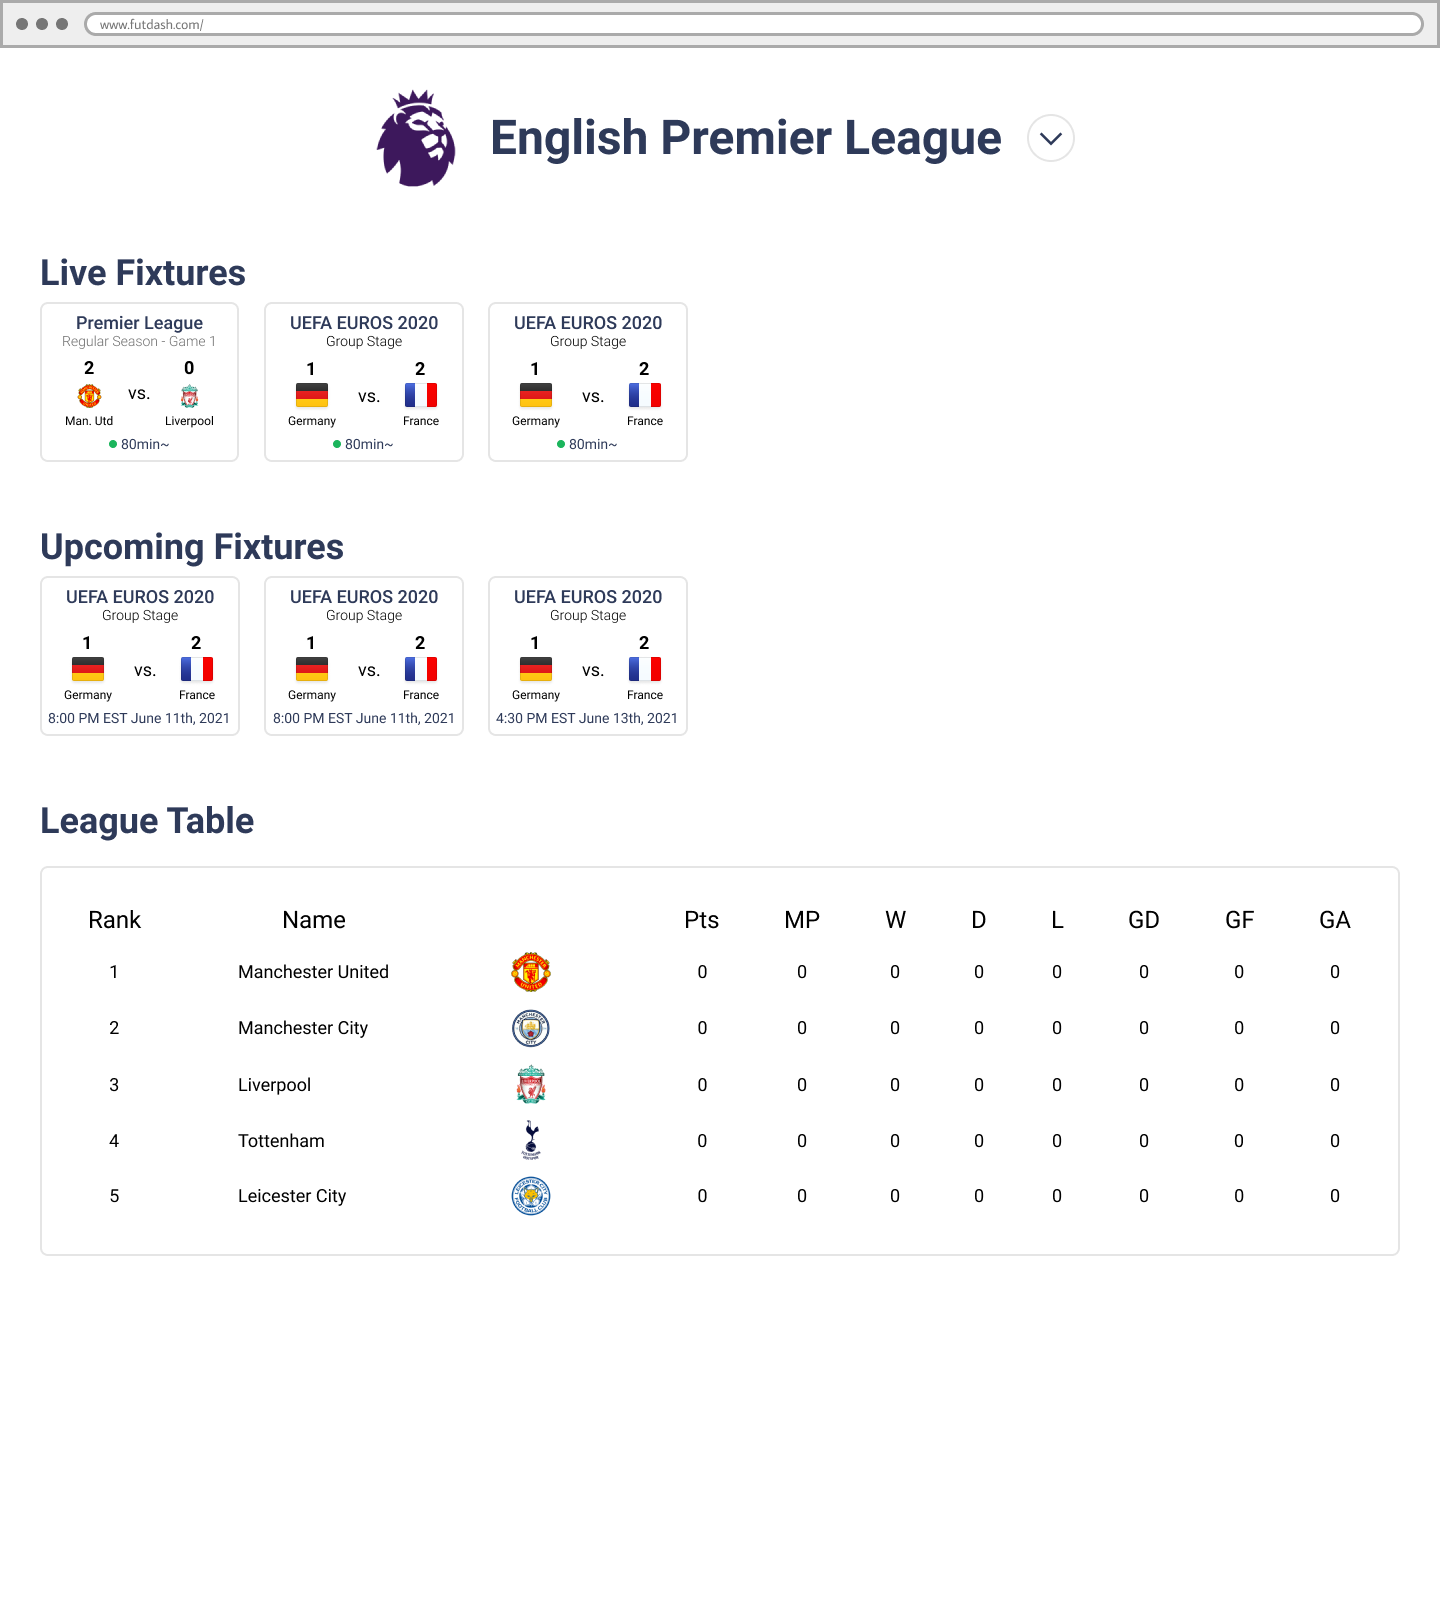 www.futdash.com/
English Premier League
Live Fixtures
Premier League
Regular Season - Game 1
2 0
vs.
Man. Utd Liverpool
80min~
UEFA EUROS 2020
Group Stage
1 2
vs.
Germany France
80min~
UEFA EUROS 2020
Group Stage
1 2
vs.
Germany France
80min~
Upcoming Fixtures
UEFA EUROS 2020
Group Stage
1 2
vs.
Germany France
8:00 PM EST June 11th, 2021
UEFA EUROS 2020
Group Stage
1 2
vs.
Germany France
8:00 PM EST June 11th, 2021
UEFA EUROS 2020
Group Stage
1 2
vs.
Germany France
4:30 PM EST June 13th, 2021
League Table
Rank Name Pts MP W D L GD GF GA
1 Manchester United 0 0 0 0 0 0 0 0
2 Manchester City 0 0 0 0 0 0 0 0
3 Liverpool 0 0 0 0 0 0 0 0
4 Tottenham 0 0 0 0 0 0 0 0
5 Leicester City 0 0 0 0 0 0 0 0